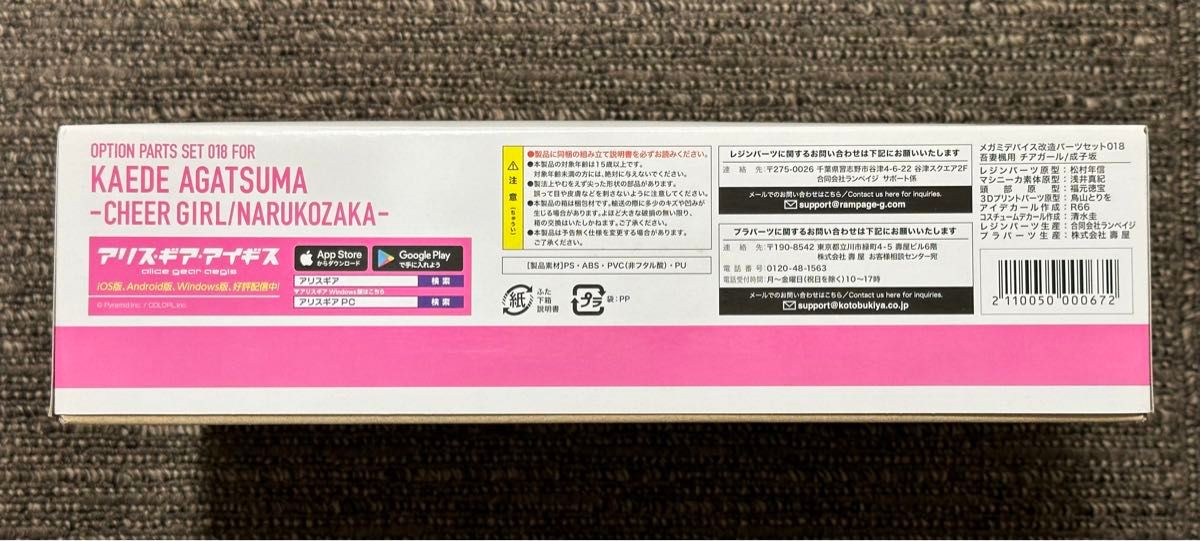 OPTION PARTS SET 018 FOR
KAEDE AGATSUMA
-CHEER GIRL/NARUKOZAKA-
アリス・ギア・アイギス
alice gear aegis
iOS版、Android版、Windows版、好評配信中!
© Pyramid,Inc. / COLOPL, Inc.
App Store
からダウンロード
Google Play
で手に入れよう
アリスギア 検索
▼アリスギア Windows版はこちら
アリスギア PC 検索
注意(ちゅうい)
●製品に同梱の組み立て説明書を必ずお読みください。
●本製品の対象年齢は15歳以上です。
対象年齢未満の方には、絶対に与えないでください。
●製法上やむをえず尖った形状の部品があります。
誤って目や皮膚などを刺さないように注意してください。
●本製品の箱は梱包材です。輸送の際に多少のキズや凹みが
生じる場合があります。よほど大きな破損の無い限り、
箱の交換はいたしかねます。ご了承ください。
●本製品は予告無く仕様を変更する場合があります。
ご了承ください。
【製品素材】PS・ABS・PVC(非フタル酸)・PU
紙
ふた
下箱
説明書
プラ
袋:PP
レジンパーツに関するお問い合わせは下記にお願いいたします
連絡先:〒275-0026 千葉県習志野市谷津4-6-22 谷津スクエア2F
合同会社ランペイジ サポート係
メールでのお問い合わせはこちら/Contact us here for inquiries.
support@rampage-g.com
プラパーツに関するお問い合わせは下記にお願いいたします
連絡先:〒190-8542 東京都立川市緑町4-5 壽屋ビル6階
株式会社 壽屋 お客様相談センター宛
電話番号:0120-48-1563
電話受付時間:月〜金曜日(祝日を除く)10〜17時
メールでのお問い合わせはこちら/Contact us here for inquiries.
support@kotobukiya.co.jp
メガミデバイス改造パーツセット018
吾妻楓用 チアガール/成子坂
レジンパーツ原型:松村年信
マシニーカ素体原型:浅井真紀
頭部原型:福元徳宝
3Dプリントパーツ原型:鳥山とりを
アイデカール作成:R66
コスチュームデカール作成:清水圭
レジンパーツ生産:合同会社ランペイジ
プラパーツ生産:株式会社 壽屋
2110050 000672